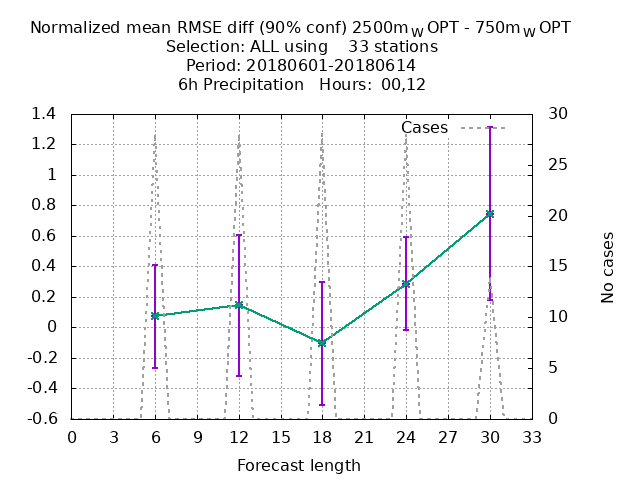 Normalized mean RMSE diff (90% conf) 2500m_W OPT - 750m_W OPT
Selection: ALL using 33 stations
Period: 20180601-20180614
6h Precipitation Hours: 00,12
Cases
1.4
1.2
1
0.8
0.6
0.4
0.2
0
-0.2
-0.4
-0.6
30
25
20
15
10
5
0
No cases
0 3 6 9 12 15 18 21 24 27 30 33
Forecast length